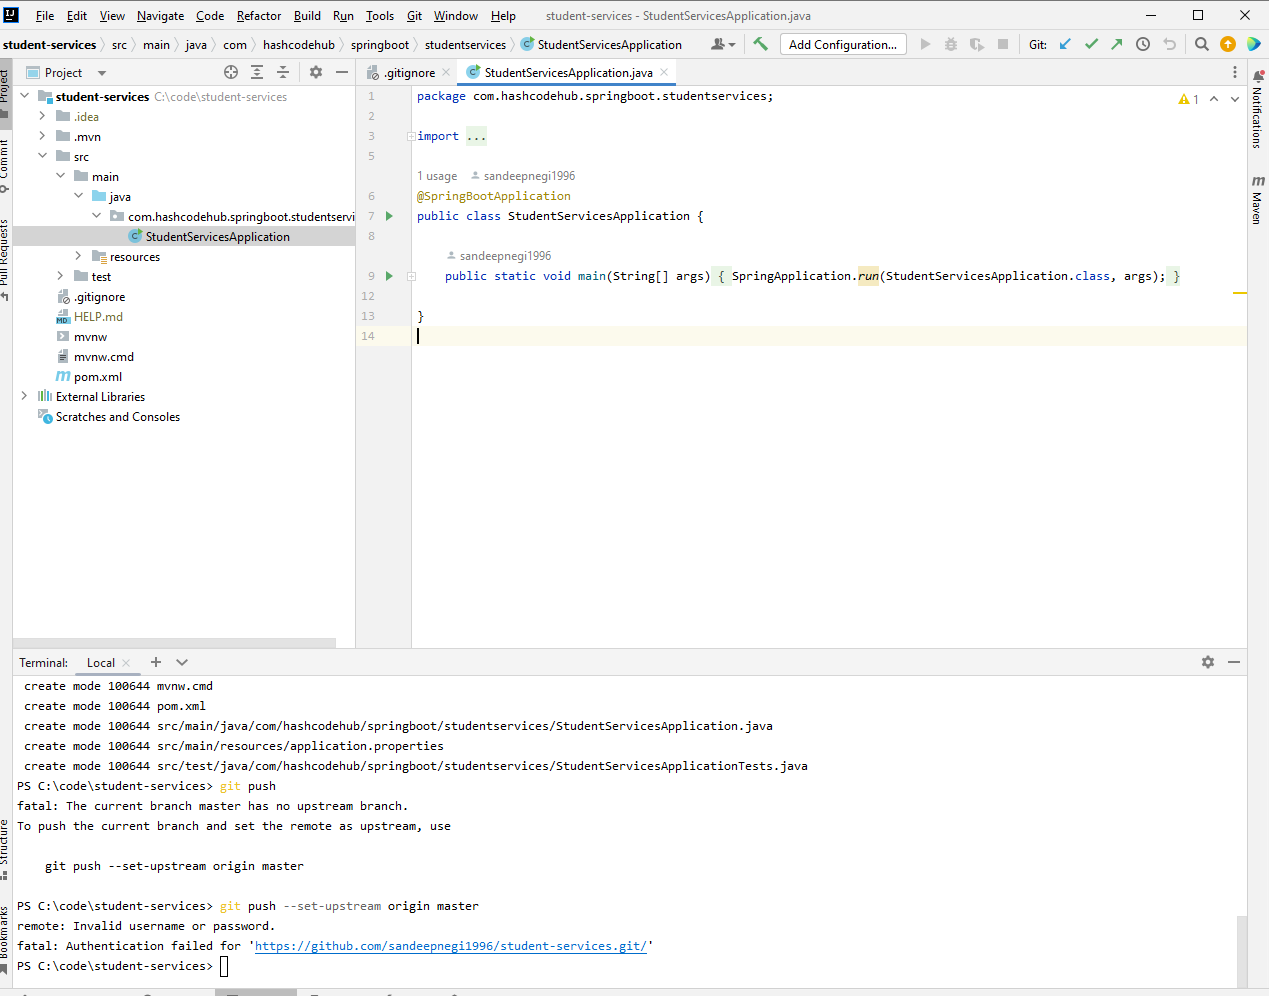 File Edit View Navigate Code Refactor Build Run Tools Git Window Help student-services - StudentServicesApplication.java
student-services src main java com hashcodehub springboot studentservices StudentServicesApplication Add Configuration... Git:
Project
.gitignore StudentServicesApplication.java
Project
Commit
Pull Requests
Structure
Bookmarks
student-services C:\code\student-services
.idea
.mvn
src
main
java
com.hashcodehub.springboot.studentservi
StudentServicesApplication
resources
test
.gitignore
HELP.md
mvnw
mvnw.cmd
pom.xml
External Libraries
Scratches and Consoles
1 package com.hashcodehub.springboot.studentservices;
2
3 import ...
5
1 usage sandeepnegi1996
6 @SpringBootApplication
7 public class StudentServicesApplication {
8
sandeepnegi1996
9 public static void main(String[] args) { SpringApplication.run(StudentServicesApplication.class, args); }
12
13 }
14
1
Notifications
Maven
Terminal: Local
create mode 100644 mvnw.cmd
create mode 100644 pom.xml
create mode 100644 src/main/java/com/hashcodehub/springboot/studentservices/StudentServicesApplication.java
create mode 100644 src/main/resources/application.properties
create mode 100644 src/test/java/com/hashcodehub/springboot/studentservices/StudentServicesApplicationTests.java
PS C:\code\student-services> git push
fatal: The current branch master has no upstream branch.
To push the current branch and set the remote as upstream, use
git push --set-upstream origin master
PS C:\code\student-services> git push --set-upstream origin master
remote: Invalid username or password.
fatal: Authentication failed for 'https://github.com/sandeepnegi1996/student-services.git/'
PS C:\code\student-services>